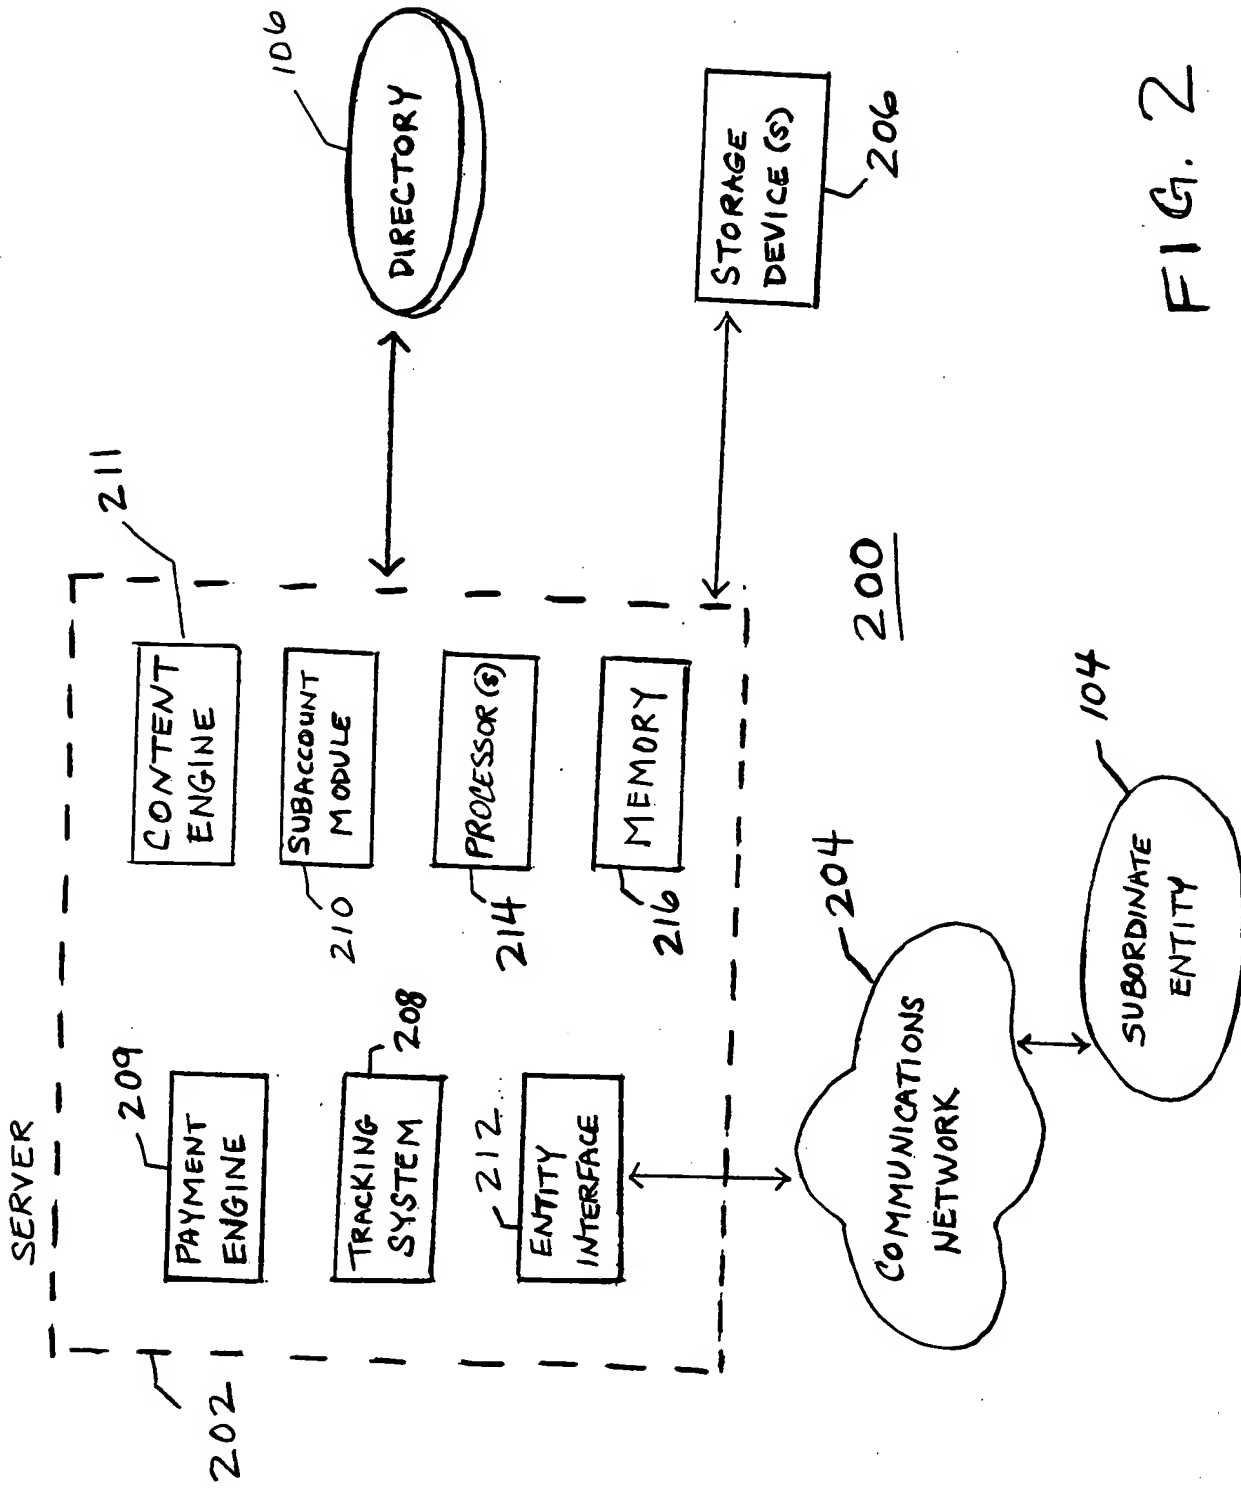 SERVER
202
209
PAYMENT
ENGINE
211
CONTENT
ENGINE
TRACKING
SYSTEM
208
SUBACCOUNT
MODULE
210
212
ENTITY
INTERFACE
PROCESSOR(S)
214
MEMORY
216
106
DIRECTORY
STORAGE
DEVICE(S)
206
204
COMMUNICATIONS
NETWORK
200
104
SUBORDINATE
ENTITY
FIG. 2